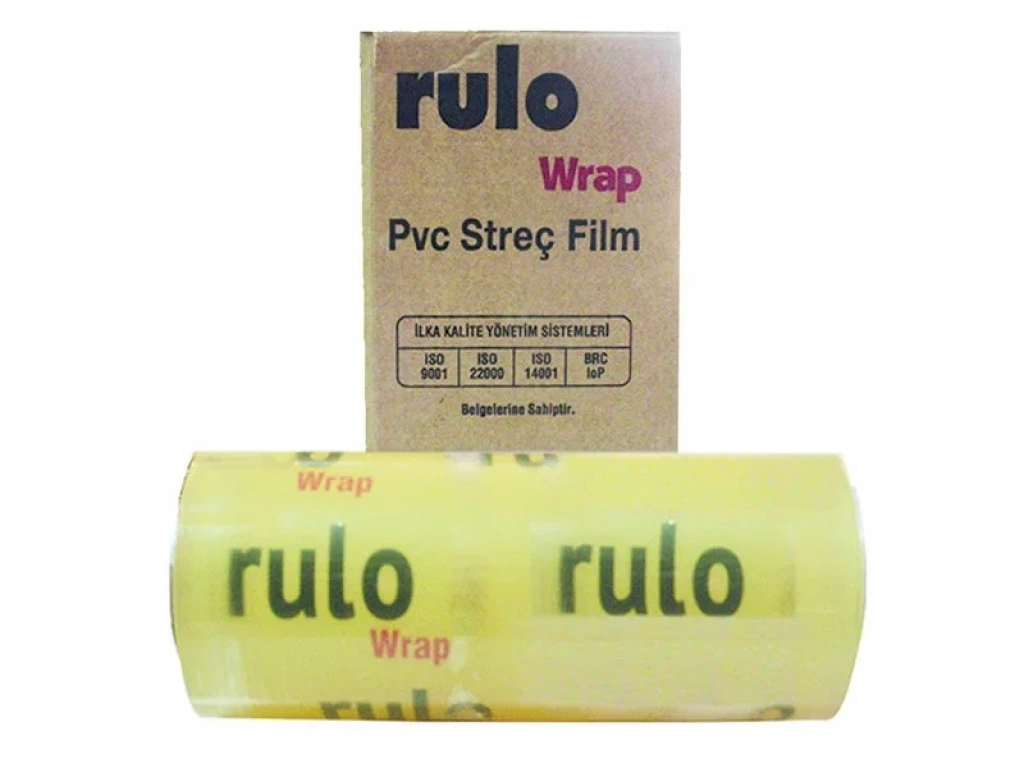 rulo
Wrap
Pvc Streç Film
İLKA KALİTE YÖNETİM SİSTEMLERİ
ISO 9001
ISO 22000
ISO 14001
BRC IoP
Belgelerine Sahiptir.
Wrap
rulo
rulo
Wrap
rulo